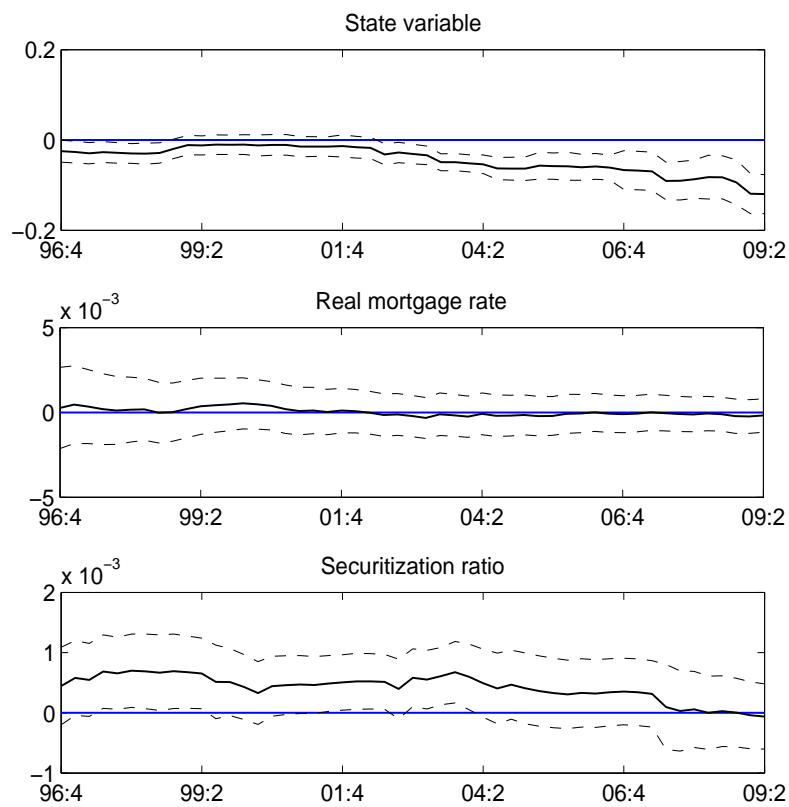 State variable
0.2
0
−0.2
96:4 99:2 01:4 04:2 06:4 09:2
Real mortgage rate
x 10−3
5
0
−5
96:4 99:2 01:4 04:2 06:4 09:2
Securitization ratio
x 10−3
2
1
0
−1
96:4 99:2 01:4 04:2 06:4 09:2